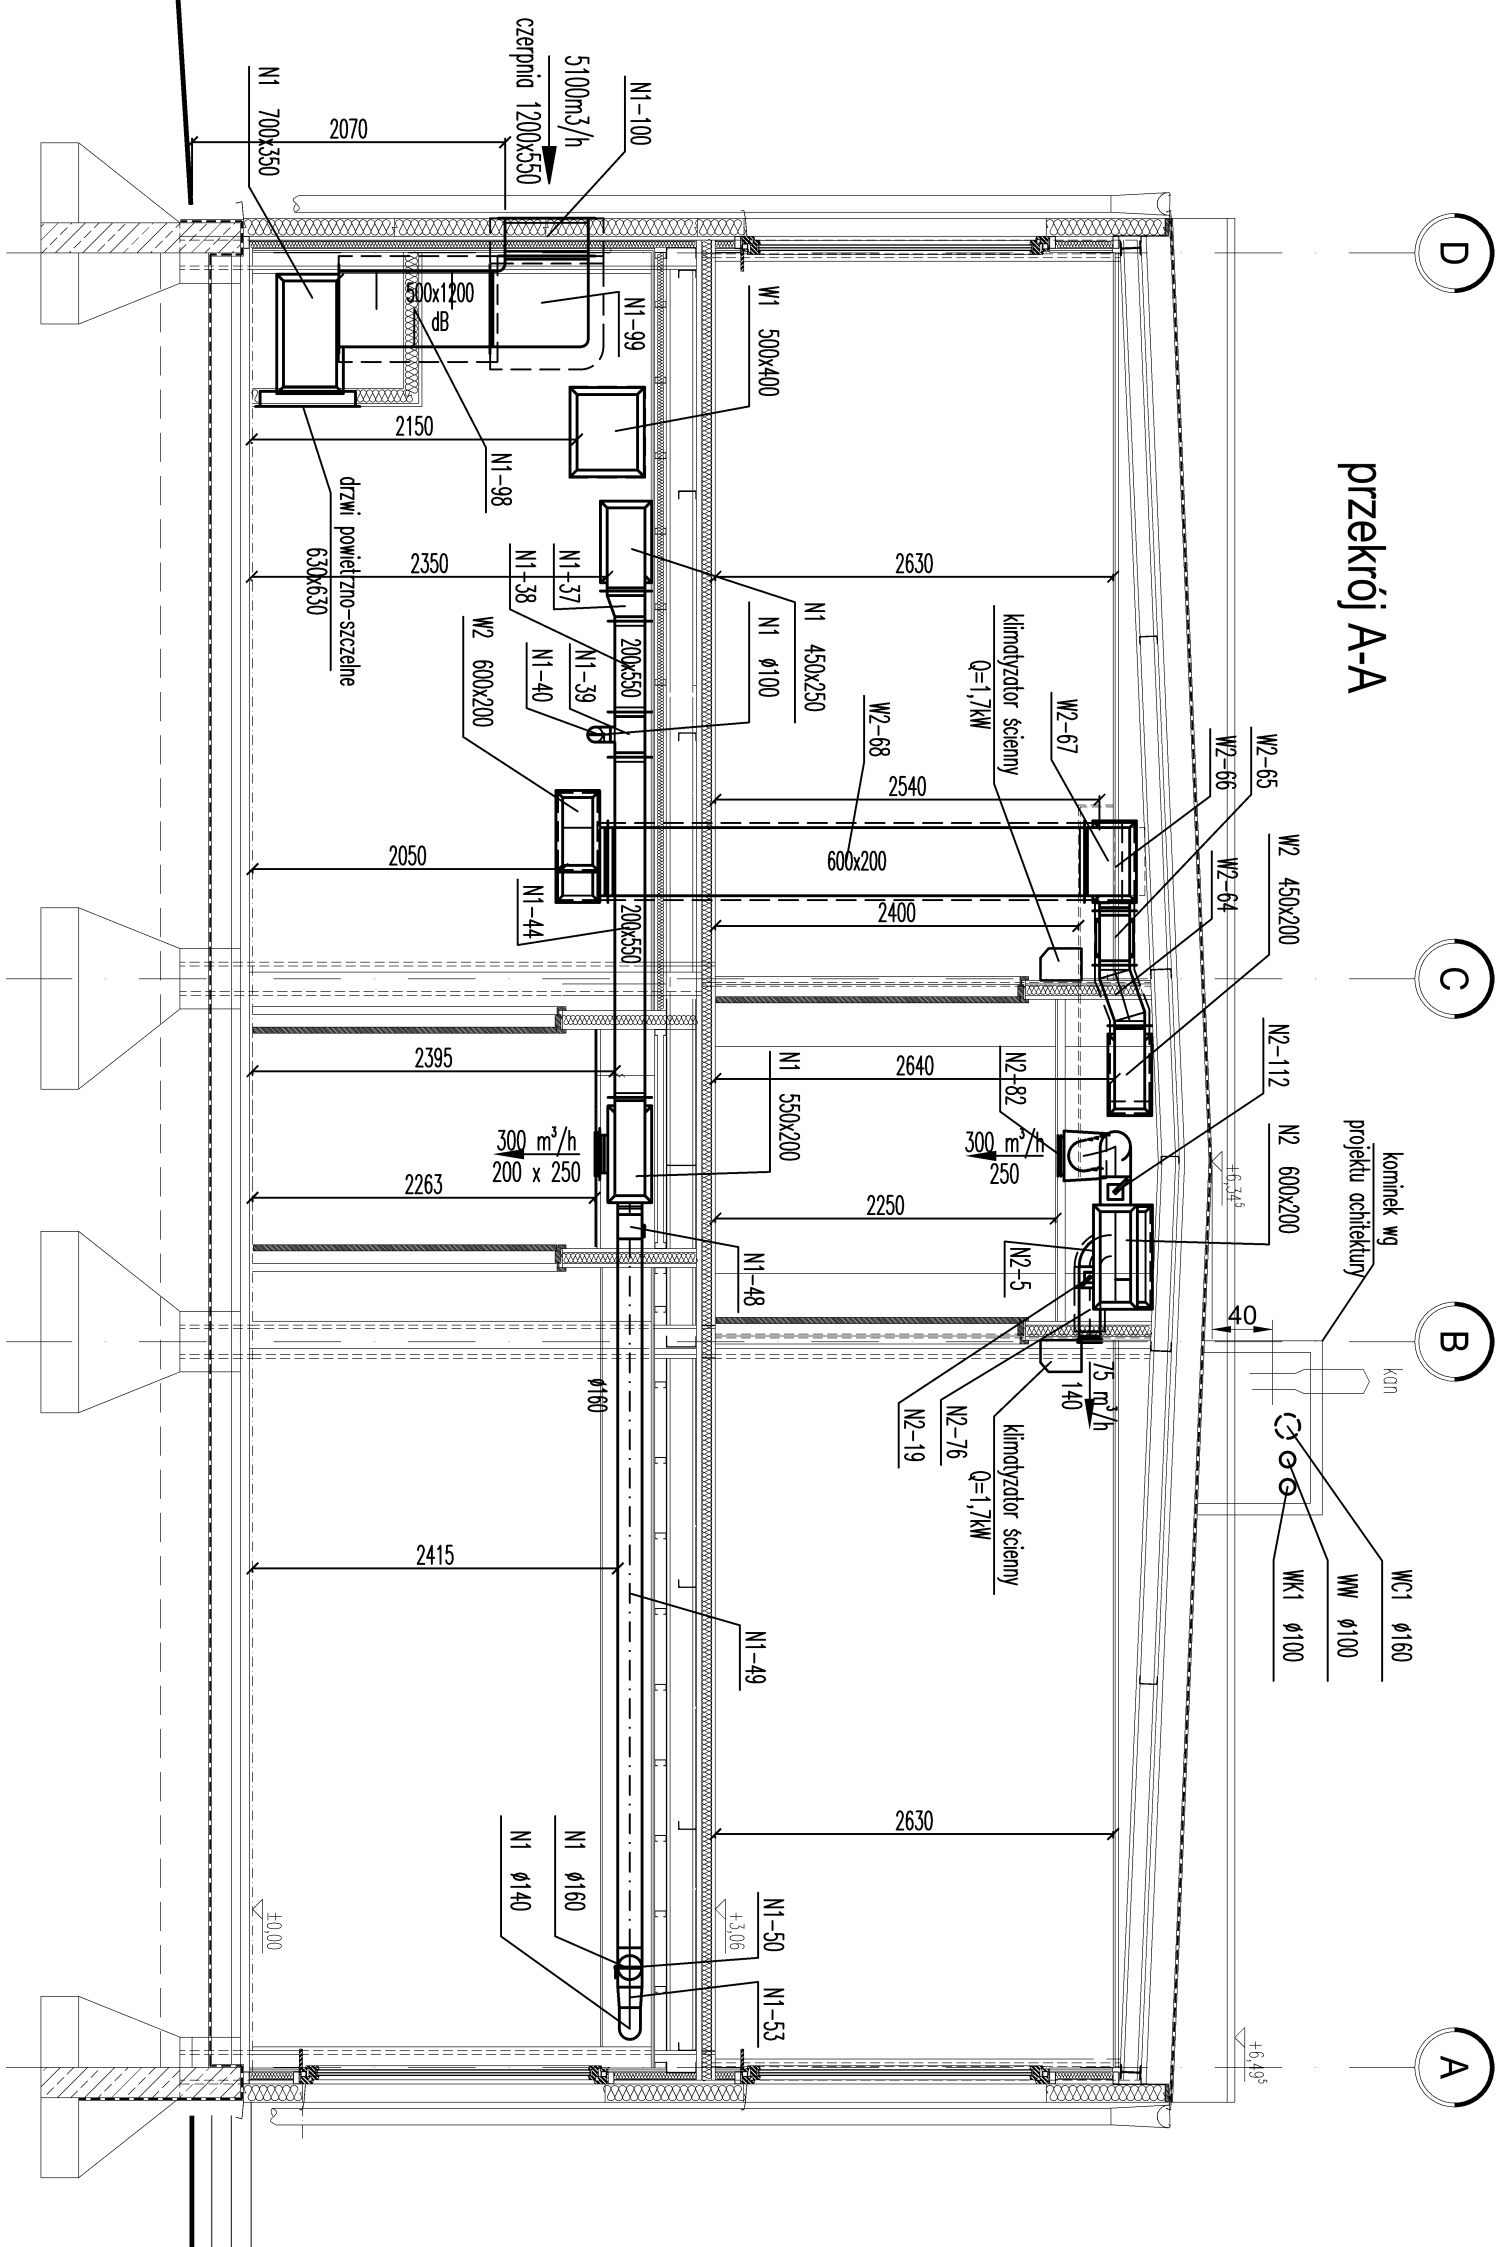 przekrój A-A
D
C
B
A
N1-100
5100m3/h
czerpnia 1200x550
N1 700x350
2070
500x1200
dB
N1-99
W1 500x400
2150
N1-98
drzwi powietrzno-szczelne
630x630
2350
2630
N1-38
N1-37
N1 450x250
N1 ø100
200x550
N1-39
N1-40
W2 600x200
klimatyzator ścienny
Q=1,7kW
W2-68
W2-67
W2-66
W2-65
W2-64
2540
2050
600x200
2400
N1-44
200x550
W2 450x200
N2-112
N2 600x200
2395
2640
N2-82
N1 550x200
300 m³/h
200 x 250
300 m³/h
250
2263
2250
+6,34⁵
kominek wg
projektu achitektury
N1-48
N2-5
40
kan
ø160
75 m³/h
140
N2-19
N2-76
klimatyzator ścienny
Q=1,7kW
WC1 ø160
WW ø100
WK1 ø100
2415
N1-49
2630
N1 ø160
N1 ø140
N1-50
N1-53
+3,06
±0,00
+6,49⁵